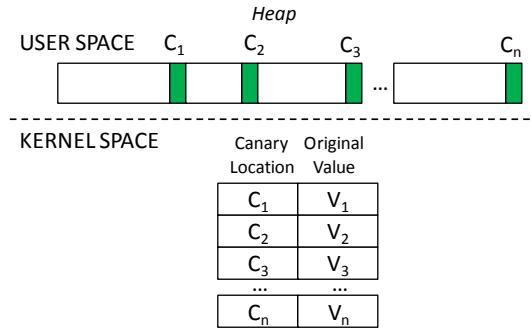 Heap
USER SPACE C₁ C₂ C₃ Cₙ
...
KERNEL SPACE
Canary Original
Location Value
C₁ V₁
C₂ V₂
C₃ V₃
... ...
Cₙ Vₙ